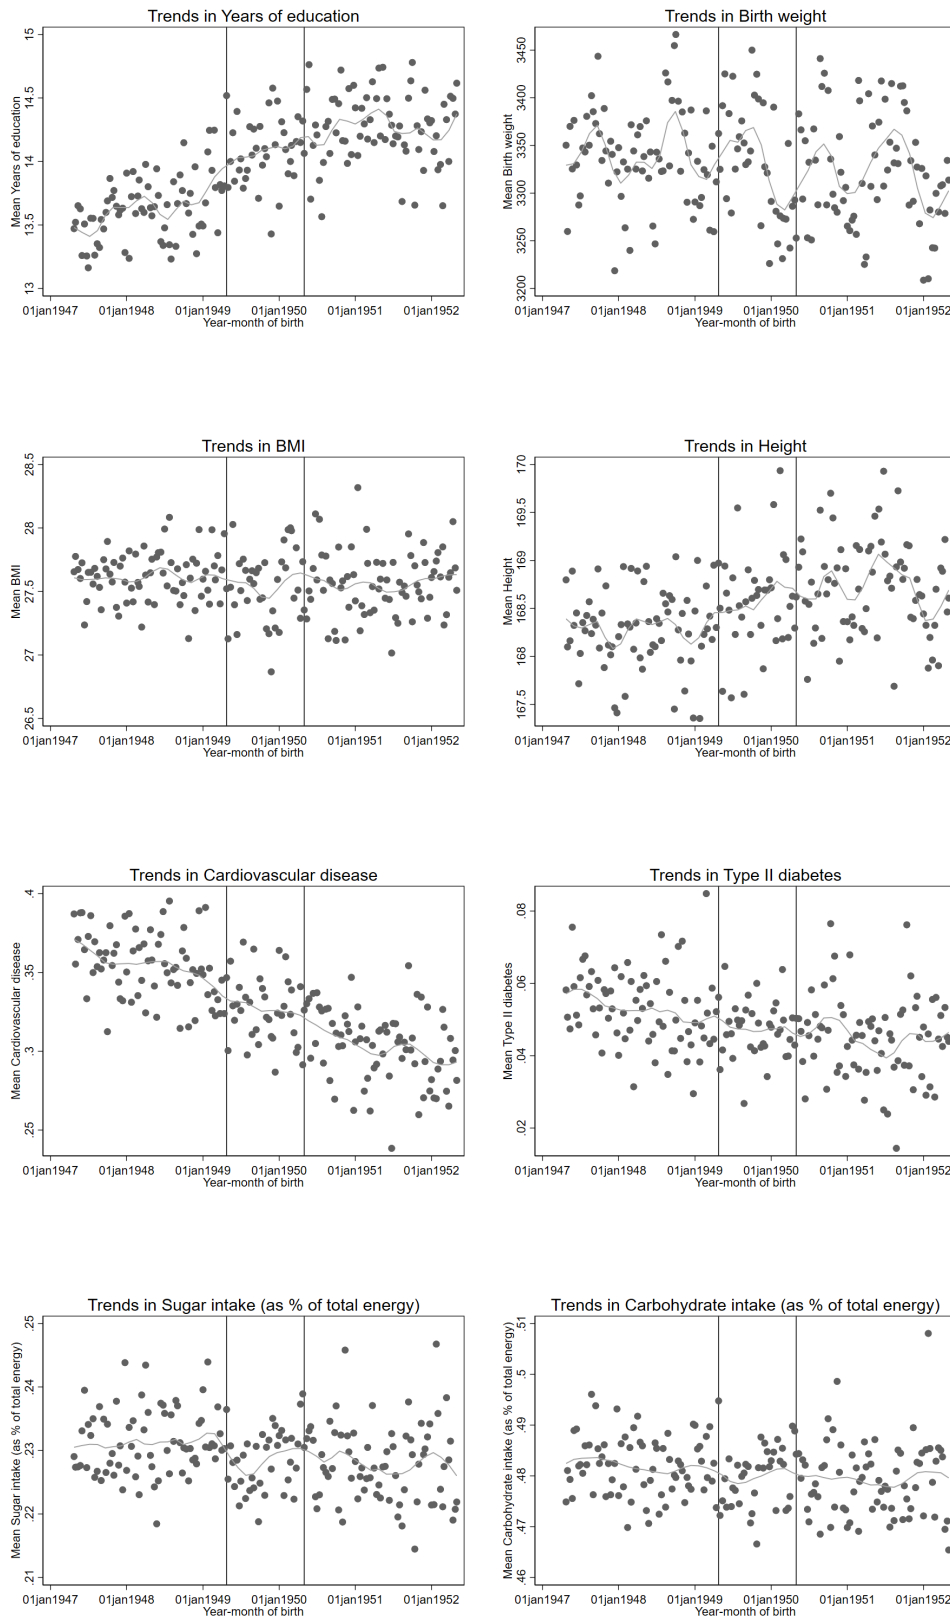 Trends in Years of education
Mean Years of education
15
14.5
14
13.5
13
01jan1947 01jan1948 01jan1949 01jan1950 01jan1951 01jan1952
Year-month of birth
Trends in Birth weight
Mean Birth weight
3450
3400
3350
3300
3250
3200
01jan1947 01jan1948 01jan1949 01jan1950 01jan1951 01jan1952
Year-month of birth
Trends in BMI
Mean BMI
28.5
28
27.5
27
26.5
01jan1947 01jan1948 01jan1949 01jan1950 01jan1951 01jan1952
Year-month of birth
Trends in Height
Mean Height
170
169.5
169
168.5
168
167.5
01jan1947 01jan1948 01jan1949 01jan1950 01jan1951 01jan1952
Year-month of birth
Trends in Cardiovascular disease
Mean Cardiovascular disease
.4
.35
.3
.25
01jan1947 01jan1948 01jan1949 01jan1950 01jan1951 01jan1952
Year-month of birth
Trends in Type II diabetes
Mean Type II diabetes
.08
.06
.04
.02
01jan1947 01jan1948 01jan1949 01jan1950 01jan1951 01jan1952
Year-month of birth
Trends in Sugar intake (as % of total energy)
Mean Sugar intake (as % of total energy)
.25
.24
.23
.22
.21
01jan1947 01jan1948 01jan1949 01jan1950 01jan1951 01jan1952
Year-month of birth
Trends in Carbohydrate intake (as % of total energy)
Mean Carbohydrate intake (as % of total energy)
.51
.5
.49
.48
.47
.46
01jan1947 01jan1948 01jan1949 01jan1950 01jan1951 01jan1952
Year-month of birth